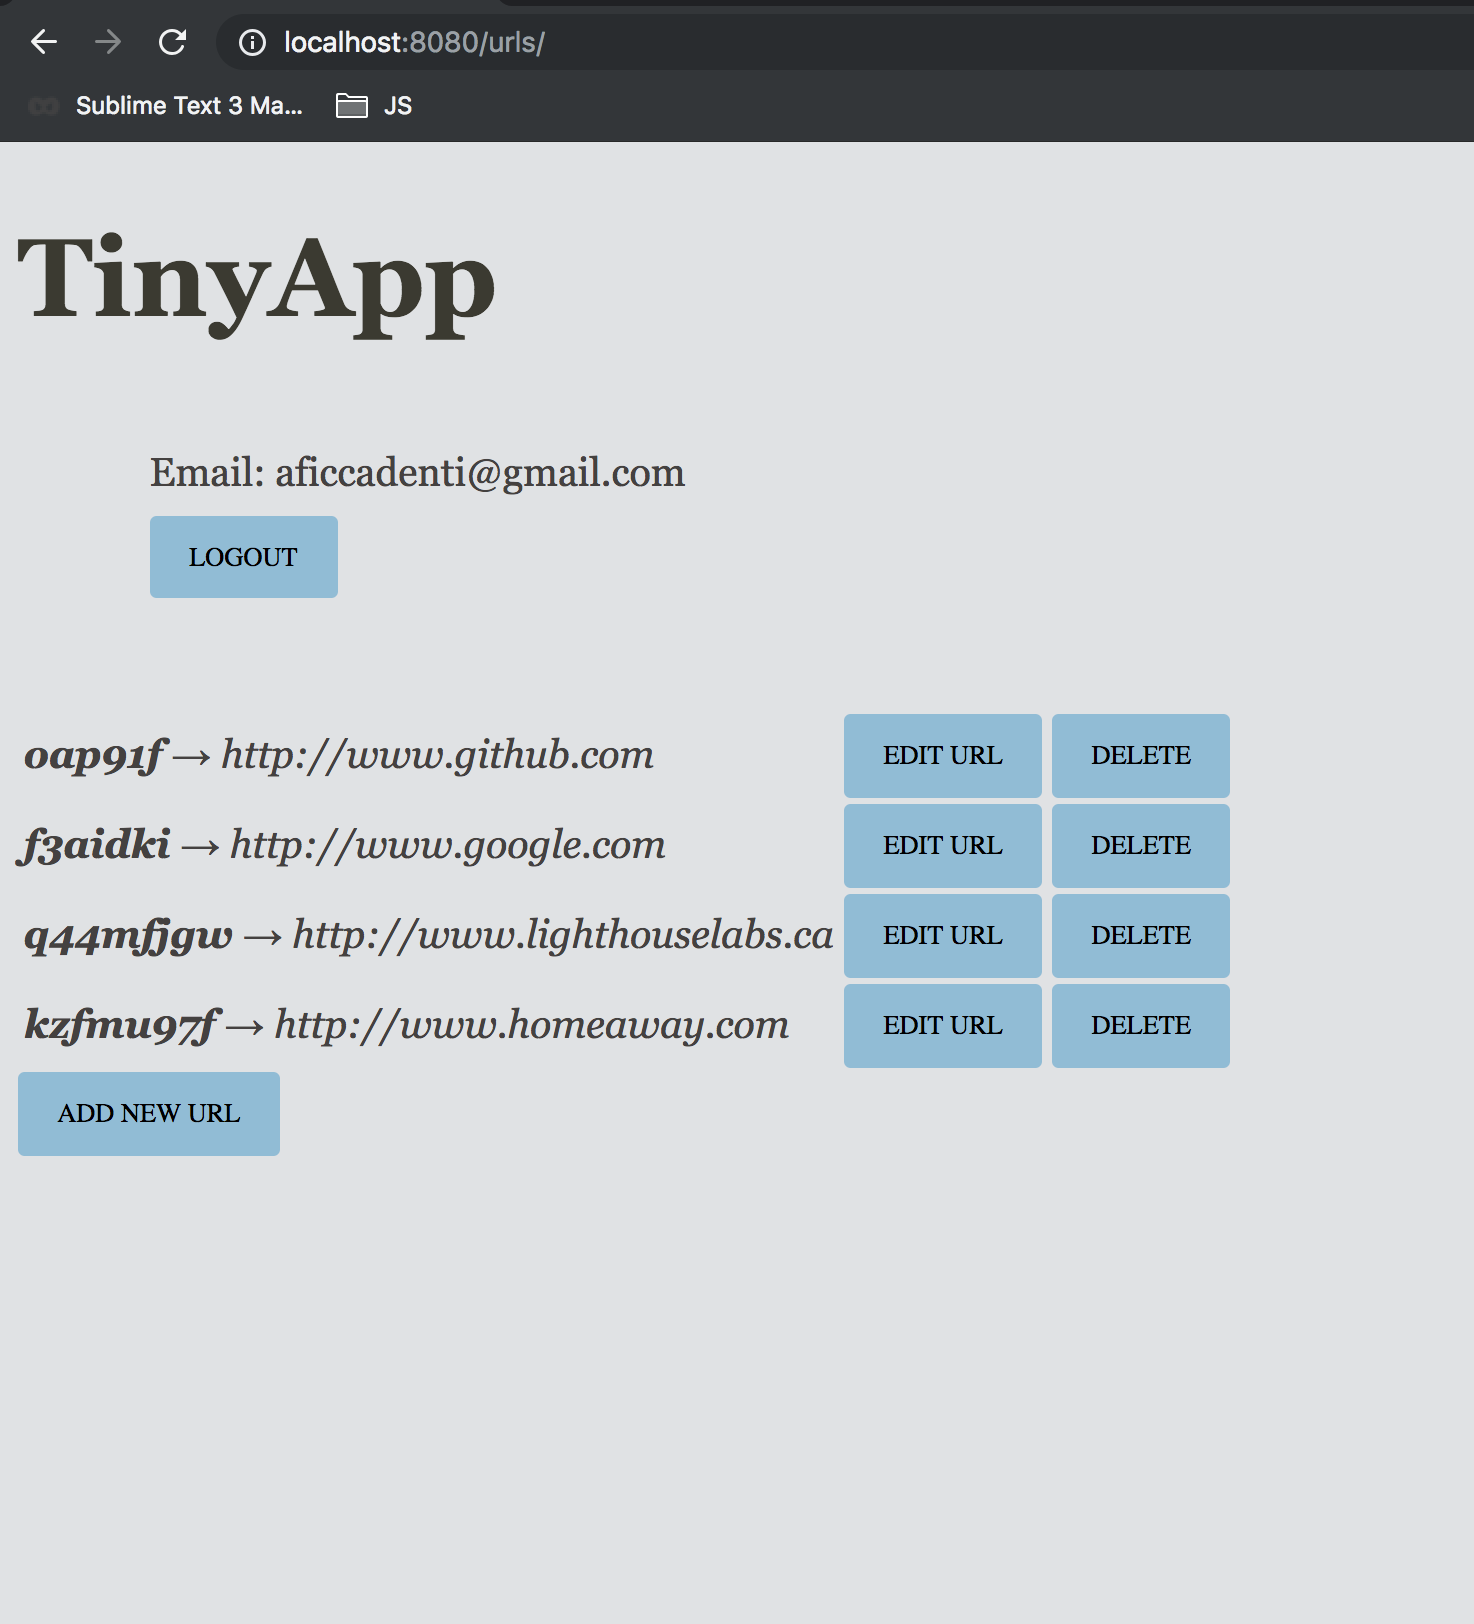 localhost:8080/urls/
Sublime Text 3 Ma... JS
TinyApp
Email: aficcadenti@gmail.com
LOGOUT
oap91f → http://www.github.com EDIT URL DELETE
f3aidki → http://www.google.com EDIT URL DELETE
q44mfjgw → http://www.lighthouselabs.ca EDIT URL DELETE
kzfmu97f → http://www.homeaway.com EDIT URL DELETE
ADD NEW URL